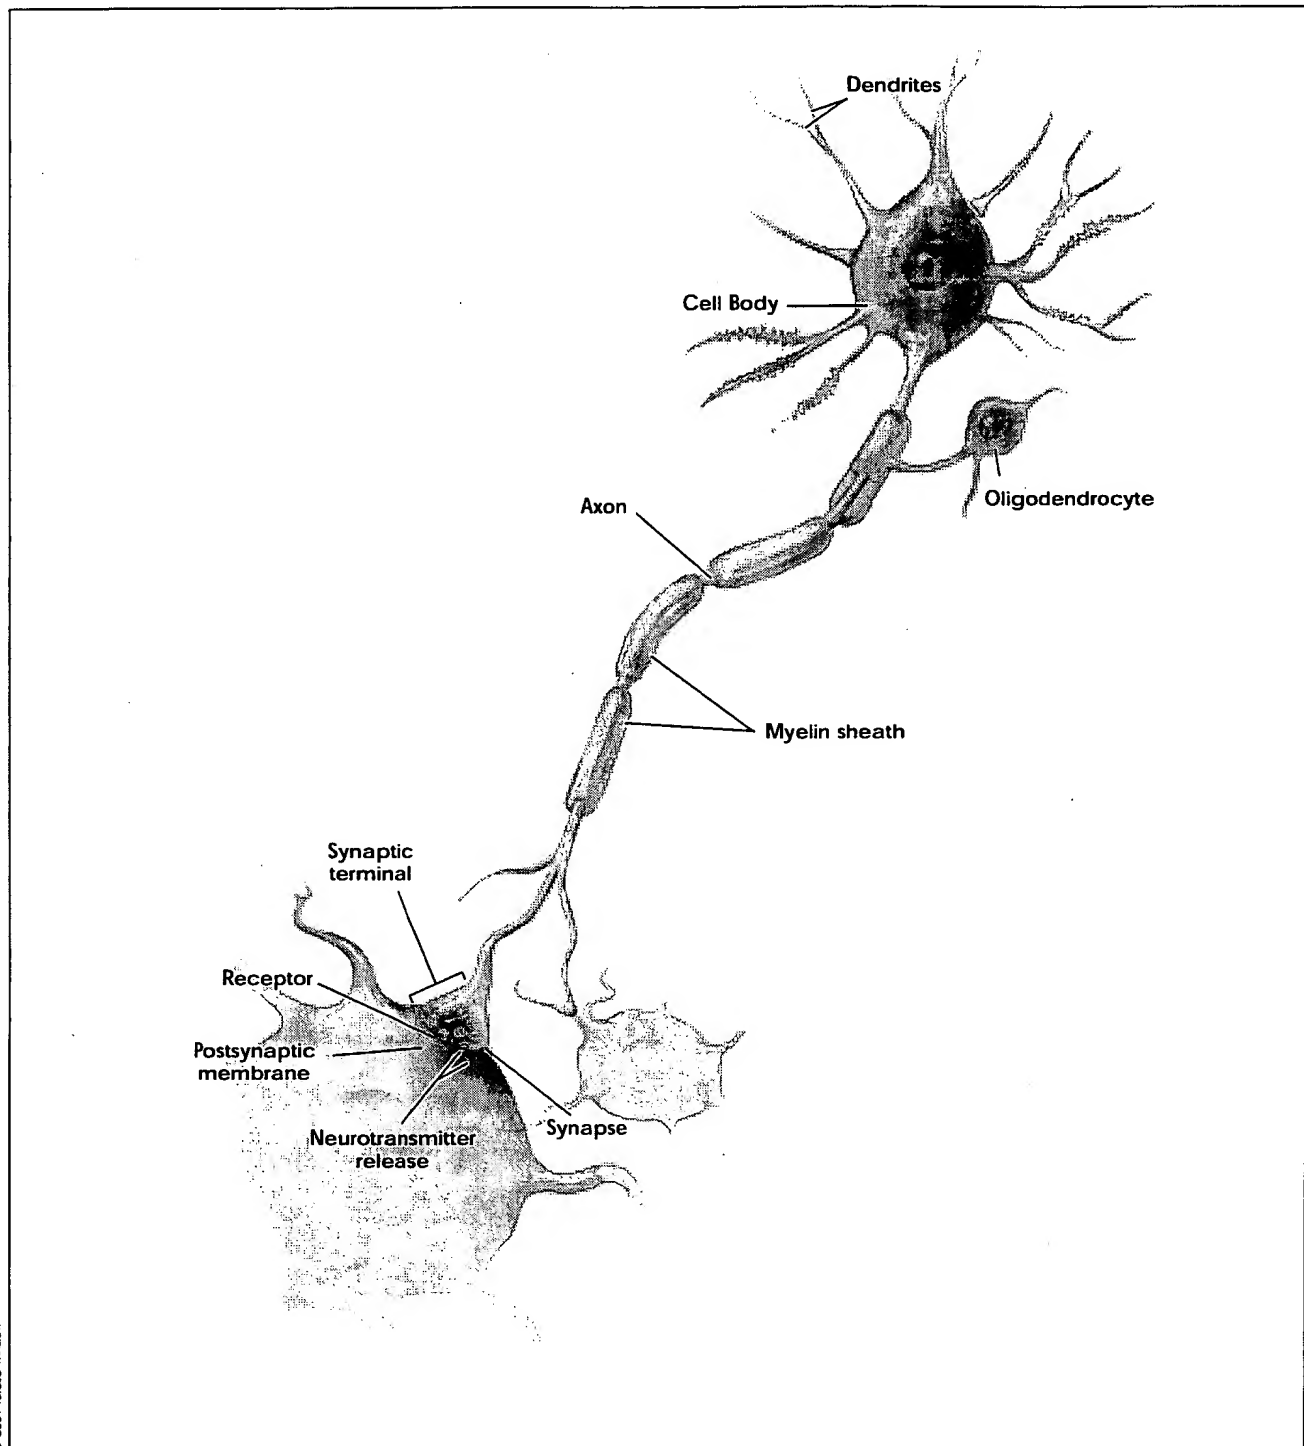 Dendrites
Cell Body
Oligodendrocyte
Axon
Myelin sheath
Synaptic
terminal
Receptor
Postsynaptic
membrane
Neurotransmitter
release
Synapse